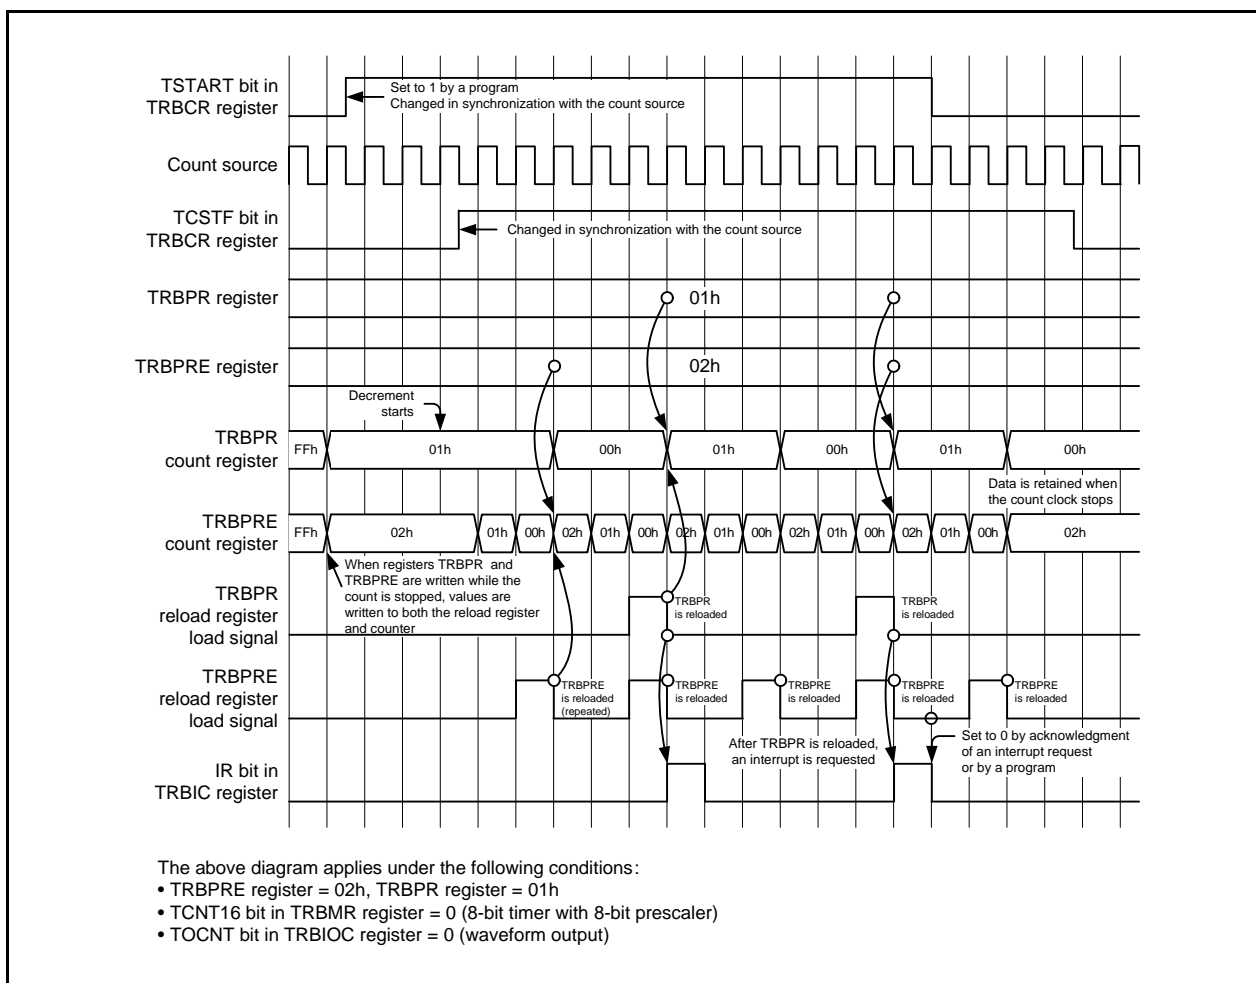 TSTART bit in
TRBCR register
Set to 1 by a program
Changed in synchronization with the count source
Count source
TCSTF bit in
TRBCR register
Changed in synchronization with the count source
TRBPR register
01h
TRBPRE register
02h
Decrement
starts
TRBPR
count register
FFh 01h 00h 01h 00h 01h 00h
Data is retained when
the count clock stops
TRBPRE
count register
FFh 02h 01h 00h 02h 01h 00h 02h 01h 00h 02h 01h 00h 02h 01h 00h 02h
When registers TRBPR and
TRBPRE are written while the
count is stopped, values are
written to both the reload register
and counter
TRBPR
reload register
load signal
TRBPR
is reloaded
TRBPR
is reloaded
TRBPRE
reload register
load signal
TRBPRE
is reloaded
(repeated)
TRBPRE
is reloaded
TRBPRE
is reloaded
TRBPRE
is reloaded
TRBPRE
is reloaded
After TRBPR is reloaded,
an interrupt is requested
Set to 0 by acknowledgment
of an interrupt request
or by a program
IR bit in
TRBIC register
The above diagram applies under the following conditions:
• TRBPRE register = 02h, TRBPR register = 01h
• TCNT16 bit in TRBMR register = 0 (8-bit timer with 8-bit prescaler)
• TOCNT bit in TRBIOC register = 0 (waveform output)